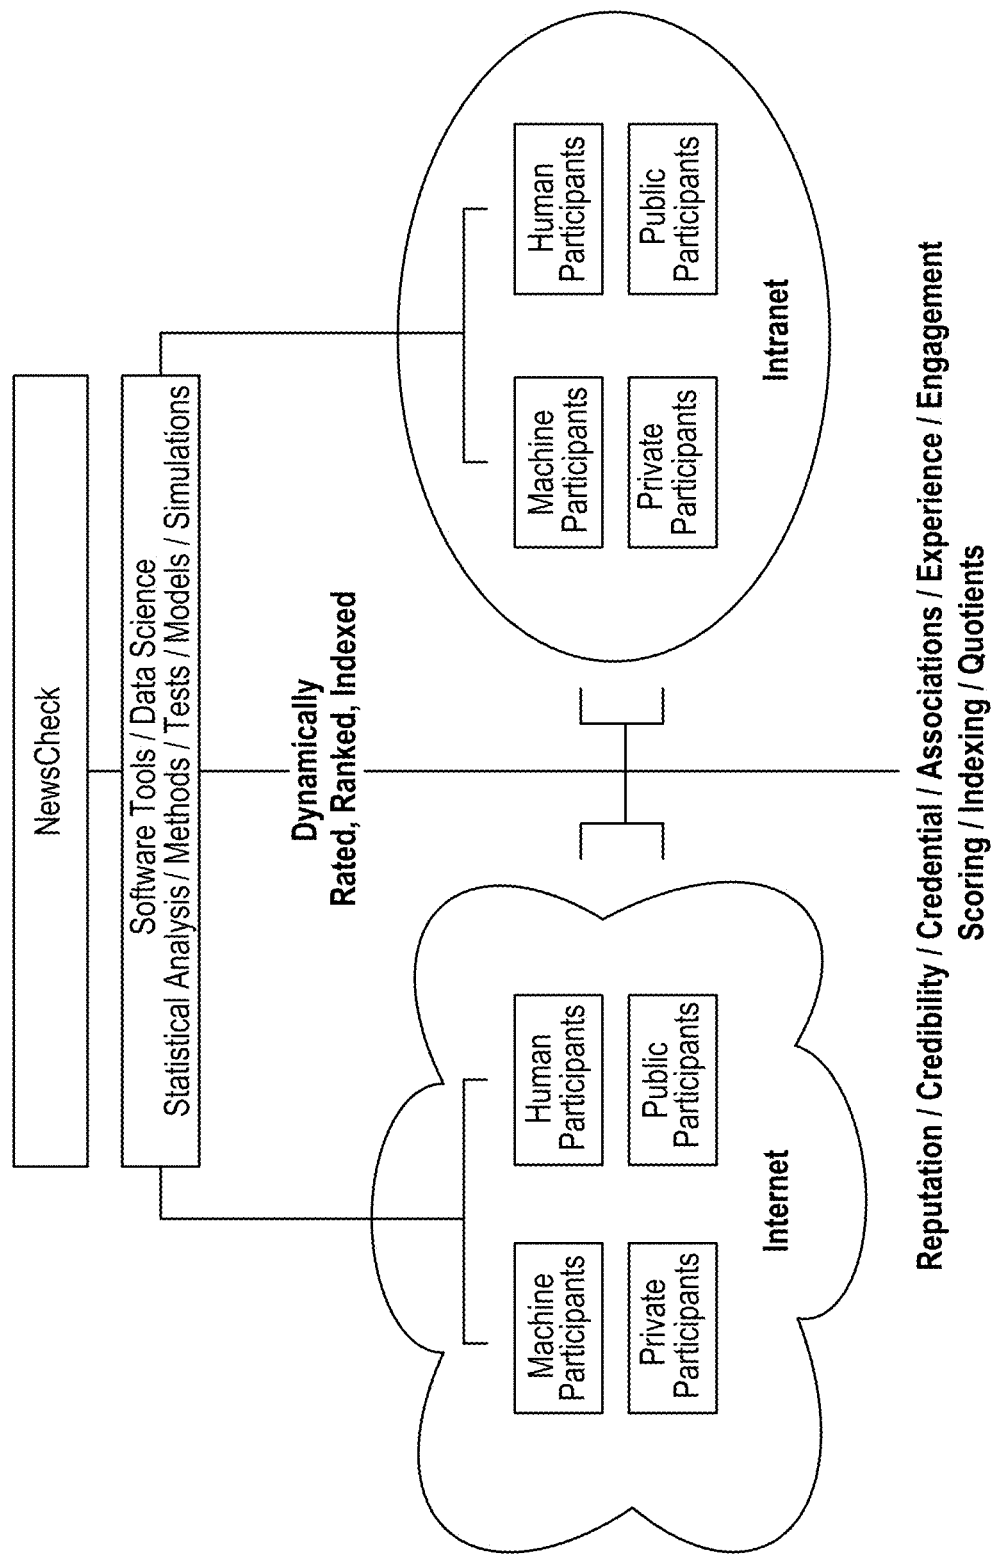 NewsCheck
Software Tools / Data Science
Statistical Analysis / Methods / Tests / Models / Simulations
Dynamically
Rated, Ranked, Indexed
Machine
Participants
Human
Participants
Private
Participants
Public
Participants
Internet
Machine
Participants
Human
Participants
Private
Participants
Public
Participants
Intranet
Reputation / Credibility / Credential / Associations / Experience / Engagement
Scoring / Indexing / Quotients